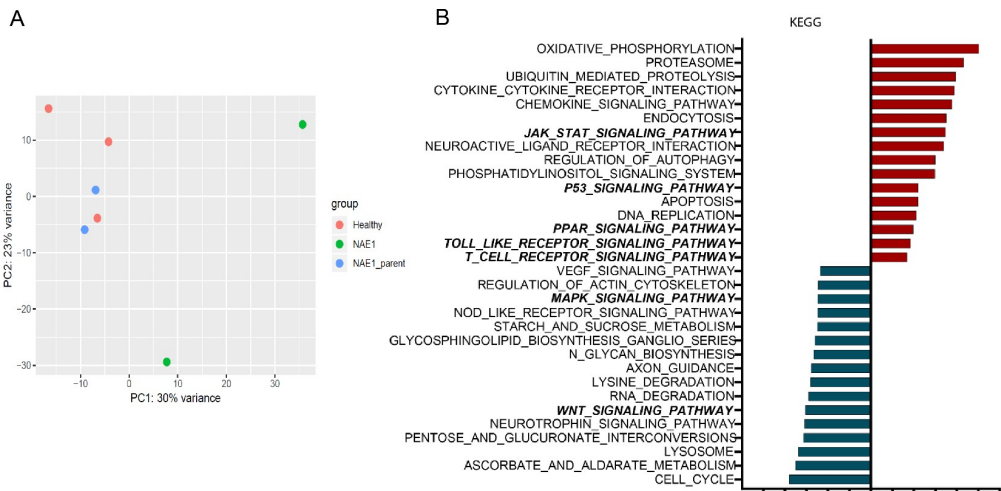 A
10
0
−10
−20
−30
−10
0
10
20
30
PC1: 30% variance
PC2: 23% variance
group
Healthy
NAE1
NAE1_parent
B
KEGG
OXIDATIVE_PHOSPHORYLATION
PROTEASOME
UBIQUITIN_MEDIATED_PROTEOLYSIS
CYTOKINE_CYTOKINE_RECEPTOR_INTERACTION
CHEMOKINE_SIGNALING_PATHWAY
ENDOCYTOSIS
JAK_STAT_SIGNALING_PATHWAY
NEUROACTIVE_LIGAND_RECEPTOR_INTERACTION
REGULATION_OF_AUTOPHAGY
PHOSPHATIDYLINOSITOL_SIGNALING_SYSTEM
P53_SIGNALING_PATHWAY
APOPTOSIS
DNA_REPLICATION
PPAR_SIGNALING_PATHWAY
TOLL_LIKE_RECEPTOR_SIGNALING_PATHWAY
T_CELL_RECEPTOR_SIGNALING_PATHWAY
VEGF_SIGNALING_PATHWAY
REGULATION_OF_ACTIN_CYTOSKELETON
MAPK_SIGNALING_PATHWAY
NOD_LIKE_RECEPTOR_SIGNALING_PATHWAY
STARCH_AND_SUCROSE_METABOLISM
GLYCOSPHINGOLIPID_BIOSYNTHESIS_GANGLIO_SERIES
N_GLYCAN_BIOSYNTHESIS
AXON_GUIDANCE
LYSINE_DEGRADATION
RNA_DEGRADATION
WNT_SIGNALING_PATHWAY
NEUROTROPHIN_SIGNALING_PATHWAY
PENTOSE_AND_GLUCURONATE_INTERCONVERSIONS
LYSOSOME
ASCORBATE_AND_ALDARATE_METABOLISM
CELL_CYCLE